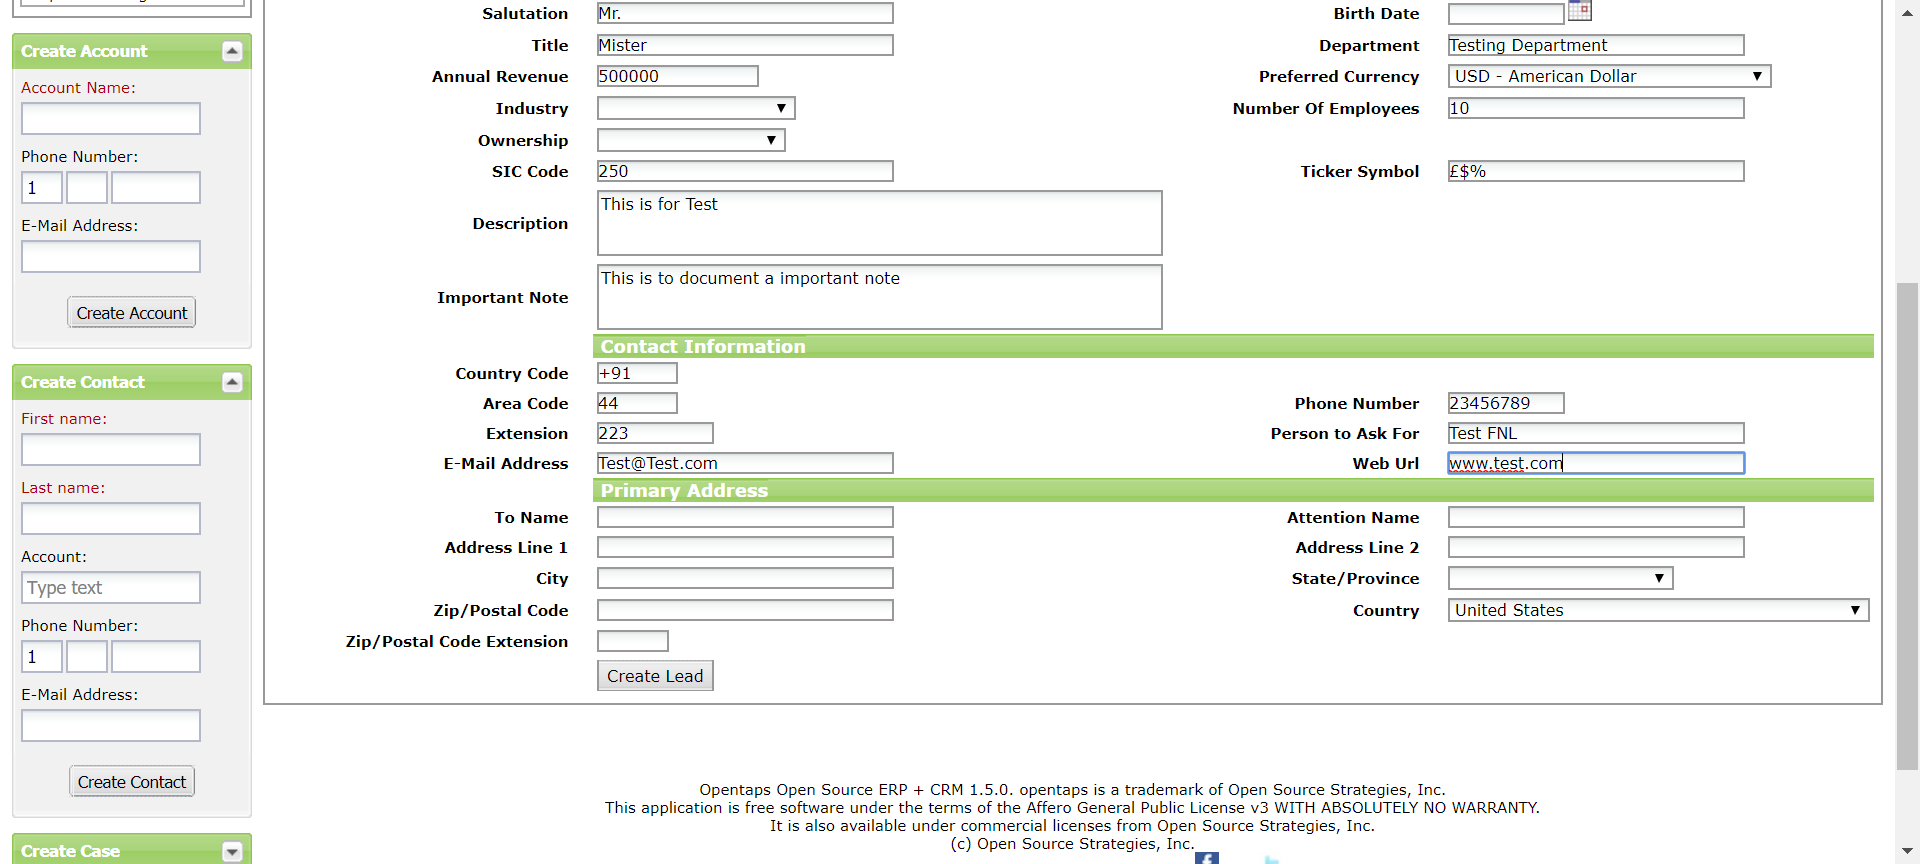 Create Account
Account Name:
Phone Number:
1
E-Mail Address:
Create Account
Create Contact
First name:
Last name:
Account:
Type text
Phone Number:
1
E-Mail Address:
Create Contact
Create Case
Salutation Mr. Birth Date
Title Mister Department Testing Department
Annual Revenue 500000 Preferred Currency USD - American Dollar
Industry Number Of Employees 10
Ownership
SIC Code 250 Ticker Symbol £$%
Description This is for Test
Important Note This is to document a important note
Contact Information
Country Code +91
Area Code 44 Phone Number 23456789
Extension 223 Person to Ask For Test FNL
E-Mail Address Test@Test.com Web Url www.test.com
Primary Address
To Name Attention Name
Address Line 1 Address Line 2
City State/Province
Zip/Postal Code Country United States
Zip/Postal Code Extension
Create Lead
Opentaps Open Source ERP + CRM 1.5.0. opentaps is a trademark of Open Source Strategies, Inc.
This application is free software under the terms of the Affero General Public License v3 WITH ABSOLUTELY NO WARRANTY.
It is also available under commercial licenses from Open Source Strategies, Inc.
(c) Open Source Strategies, Inc.